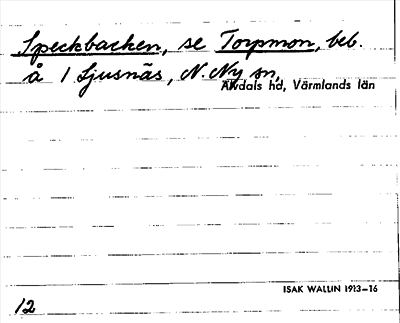 Speckbacken, se Torpmon, beb.
å 1 Ljusnäs, N. Ny sn,
Älvdals hd, Värmlands län
ISAK WALLIN 1913-16
12